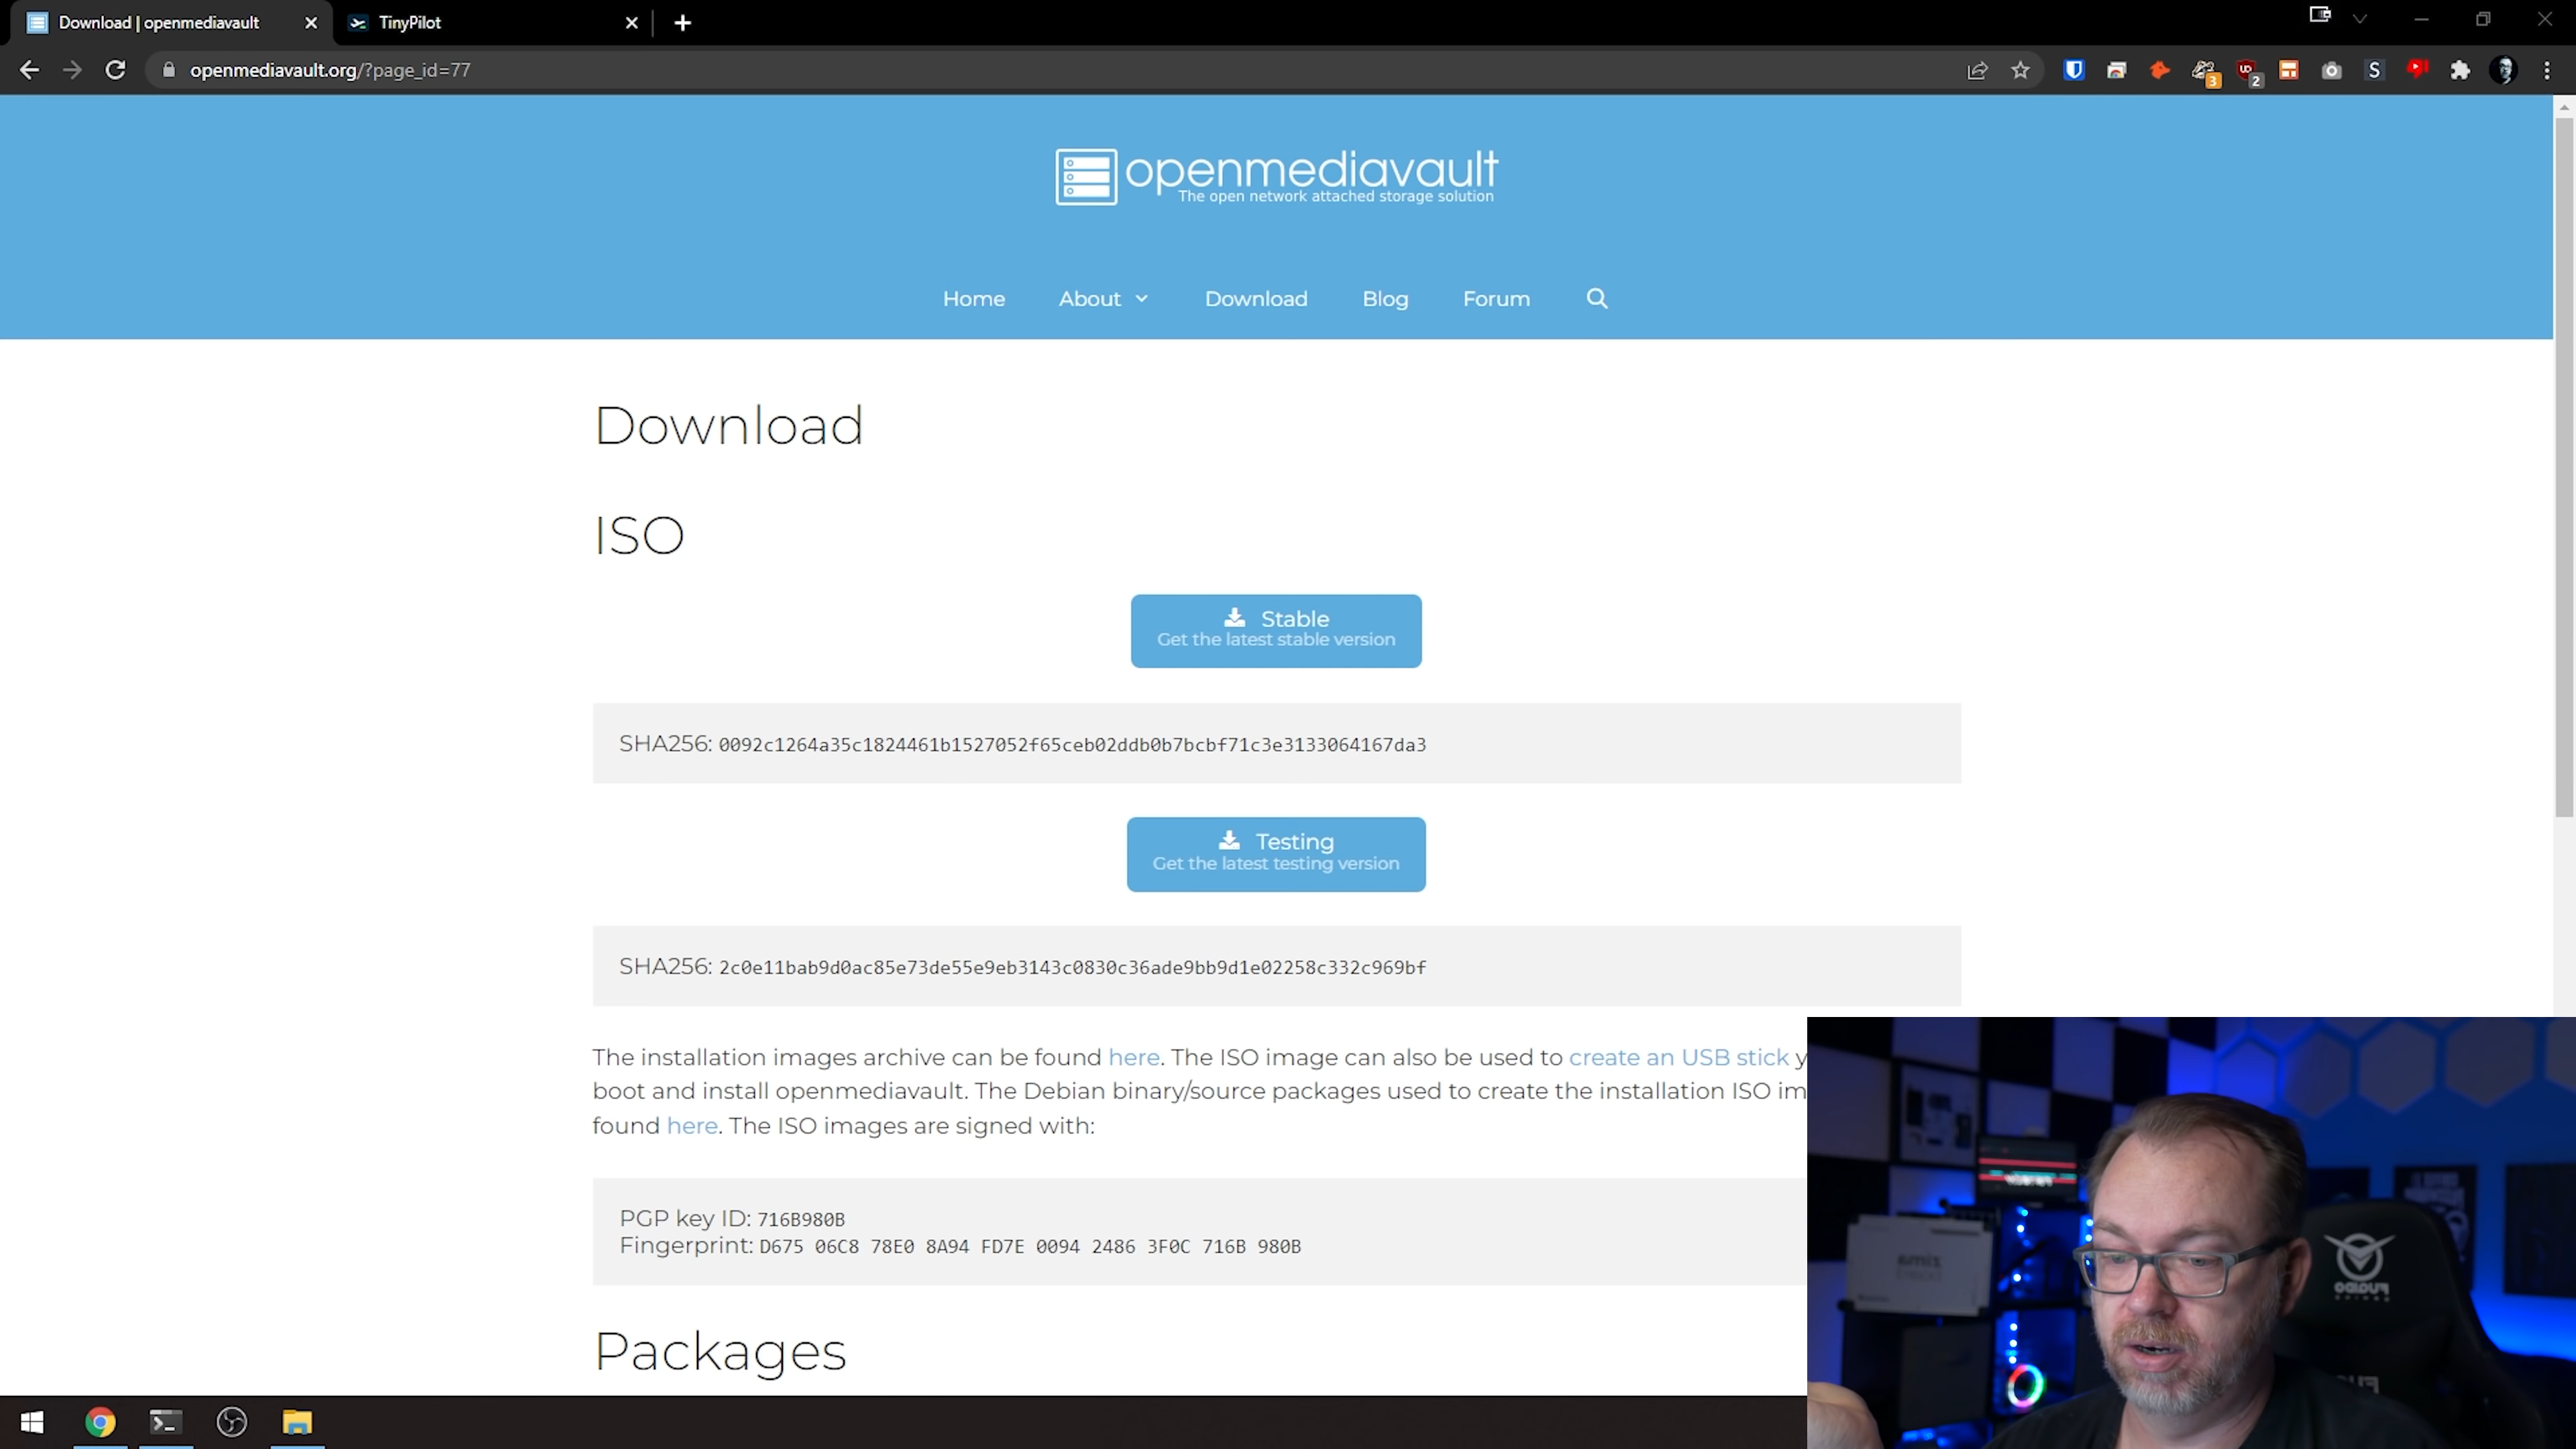 Download | openmediavault
TinyPilot
openmediavault.org/?page_id=77
3
2
S
openmediavault
The open network attached storage solution
Home
About
Download
Blog
Forum
Download
ISO
Stable
Get the latest stable version
SHA256: 0092c1264a35c1824461b1527052f65ceb02ddb0b7bcbf71c3e3133064167da3
Testing
Get the latest testing version
SHA256: 2c0e11bab9d0ac85e73de55e9eb3143c0830c36ade9bb9d1e02258c332c969bf
The installation images archive can be found here. The ISO image can also be used to create an USB stick y
boot and install openmediavault. The Debian binary/source packages used to create the installation ISO im
found here. The ISO images are signed with:
PGP key ID: 716B980B
Fingerprint: D675 06C8 78E0 8A94 FD7E 0094 2486 3F0C 716B 980B
Packages